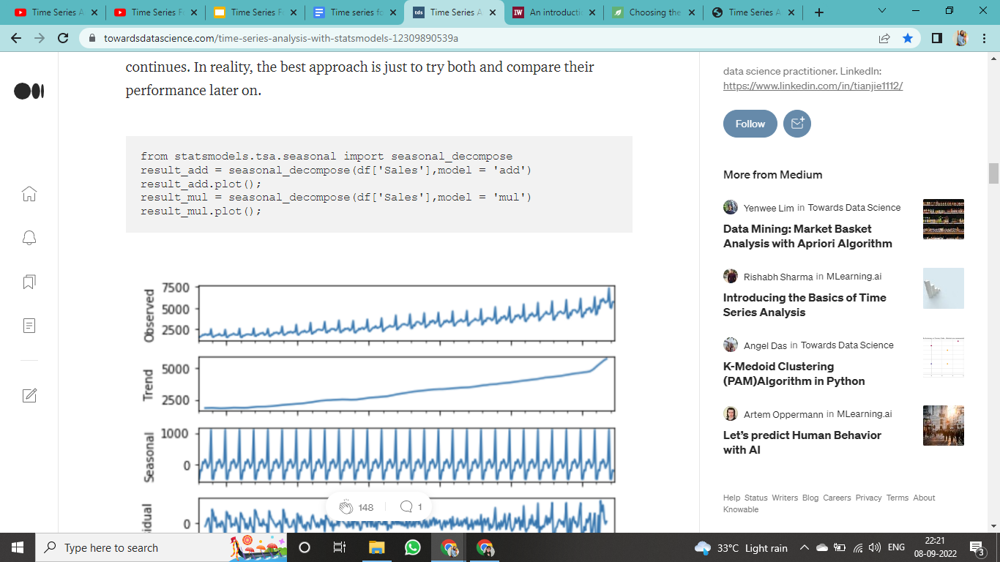 Time Series A
Time Series F
Time Series F
Time series fo
tds
Time Series A
IW
An introducti
Choosing the
Time Series A
towardsdatascience.com/time-series-analysis-with-statsmodels-12309890539a
continues. In reality, the best approach is just to try both and compare their
performance later on.
from statsmodels.tsa.seasonal import seasonal_decompose
result_add = seasonal_decompose(df['Sales'],model = 'add')
result_add.plot();
result_mul = seasonal_decompose(df['Sales'],model = 'mul')
result_mul.plot();
Observed
7500
5000
2500
Trend
5000
2500
Seasonal
1000
0
idual
0
148
1
data science practitioner. LinkedIn:
https://www.linkedin.com/in/tianjie1112/
Follow
More from Medium
Yenwee Lim in Towards Data Science
Data Mining: Market Basket
Analysis with Apriori Algorithm
Rishabh Sharma in MLearning.ai
Introducing the Basics of Time
Series Analysis
Angel Das in Towards Data Science
K-Medoid Clustering
(PAM)Algorithm in Python
Artem Oppermann in MLearning.ai
Let's predict Human Behavior
with AI
Help Status Writers Blog Careers Privacy Terms About
Knowable
Type here to search
33°C Light rain
ENG
22:21
08-09-2022
3